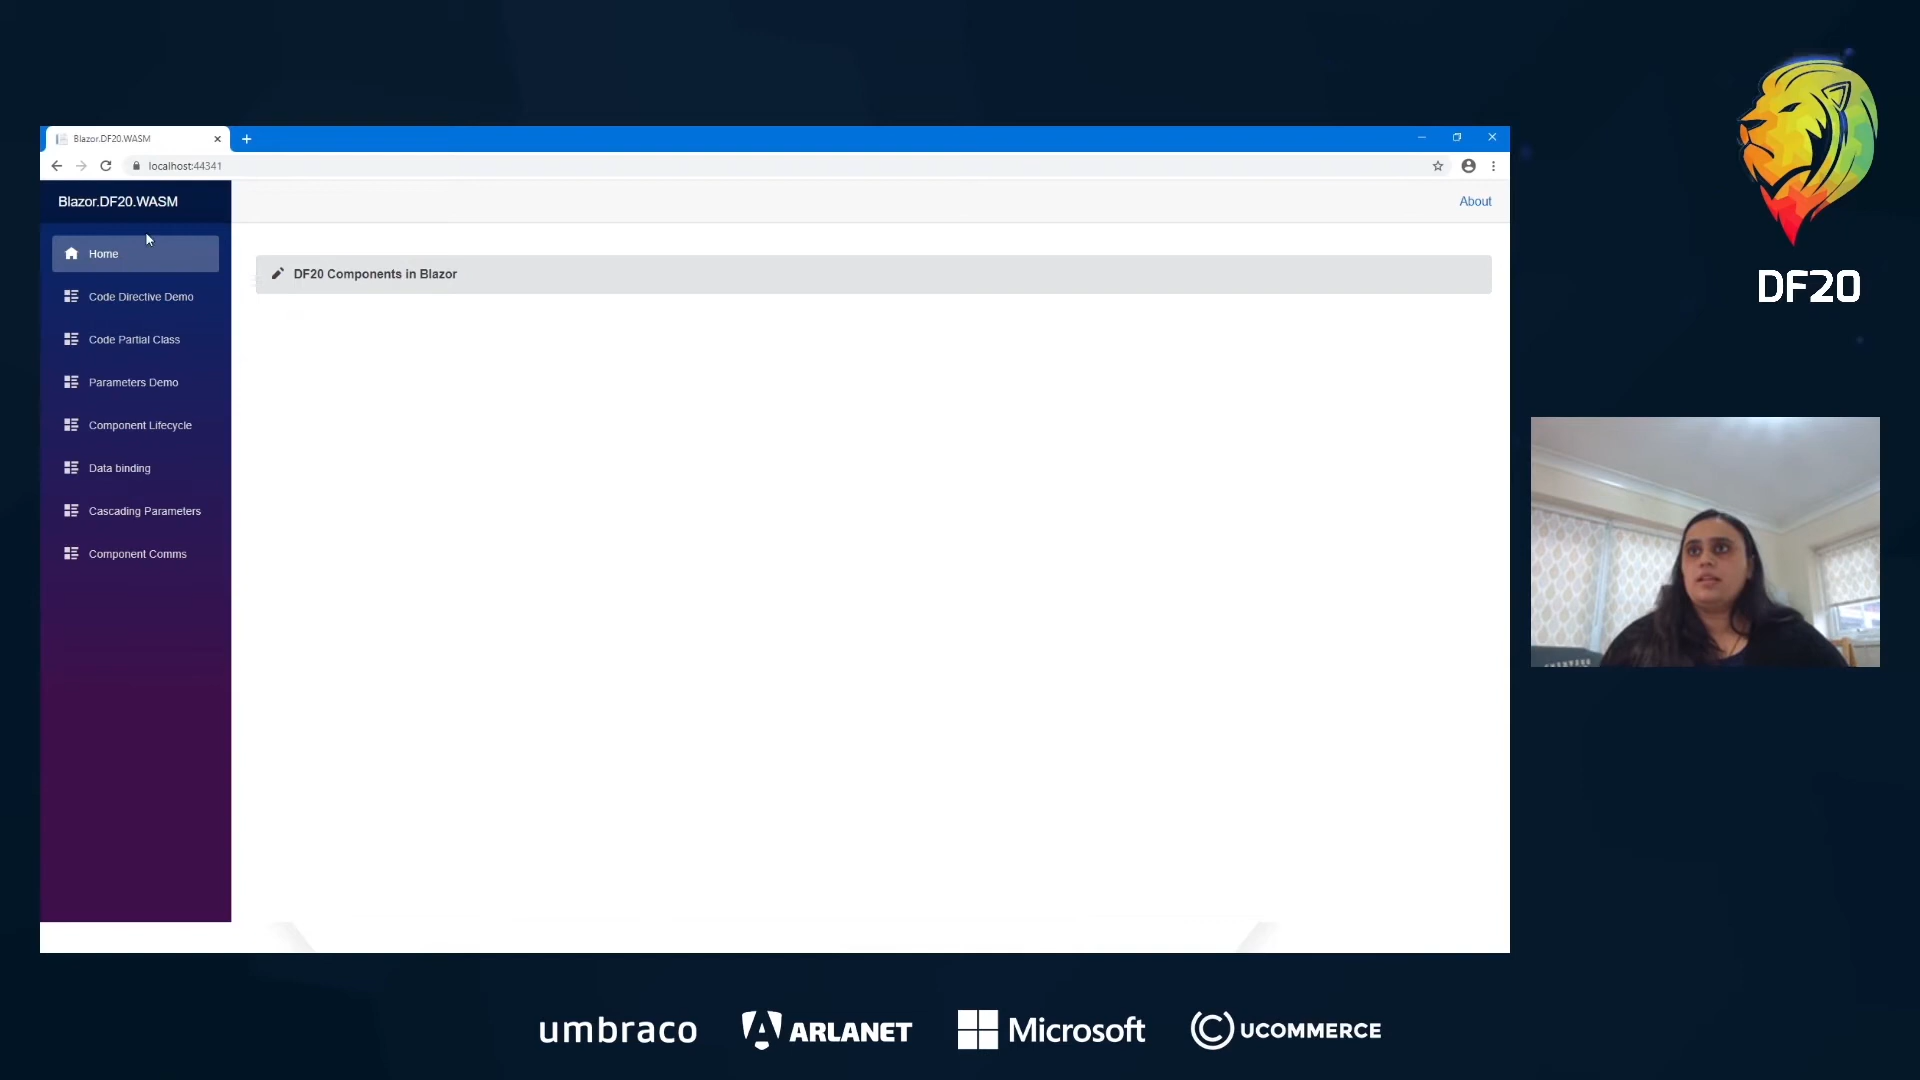 Blazor.DF20.WASM
localhost:44341
Blazor.DF20.WASM
About
Home
DF20 Components in Blazor
Code Directive Demo
Code Partial Class
Parameters Demo
Component Lifecycle
Data binding
Cascading Parameters
Component Comms
DF20
umbraco
ARLANET
Microsoft
UCOMMERCE